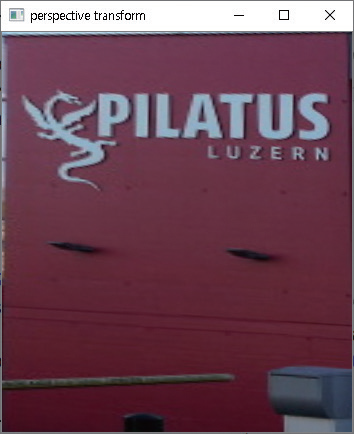 perspective transform
PILATUS
LUZERN